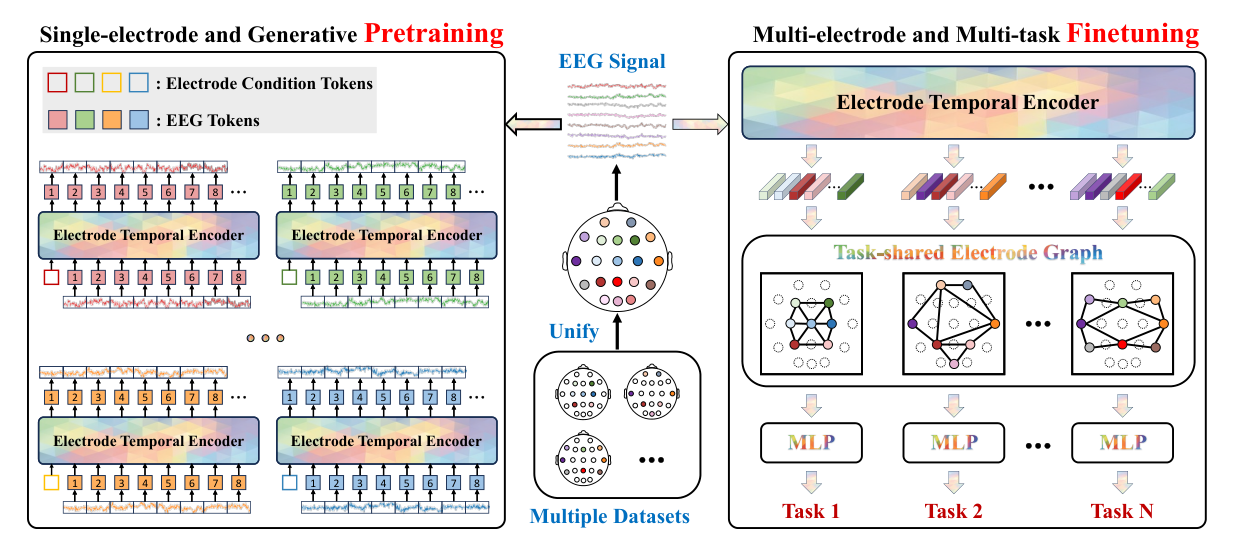 Single-electrode and Generative Pretraining
: Electrode Condition Tokens
: EEG Tokens
1 2 3 4 5 6 7 8 ...
Electrode Temporal Encoder
1 2 3 4 5 6 7 8
1 2 3 4 5 6 7 8 ...
Electrode Temporal Encoder
1 2 3 4 5 6 7 8
1 2 3 4 5 6 7 8 ...
Electrode Temporal Encoder
1 2 3 4 5 6 7 8
1 2 3 4 5 6 7 8 ...
Electrode Temporal Encoder
1 2 3 4 5 6 7 8
EEG Signal
Unify
Multiple Datasets
Multi-electrode and Multi-task Finetuning
Electrode Temporal Encoder
Task-shared Electrode Graph
MLP
MLP
MLP
Task 1
Task 2
Task N